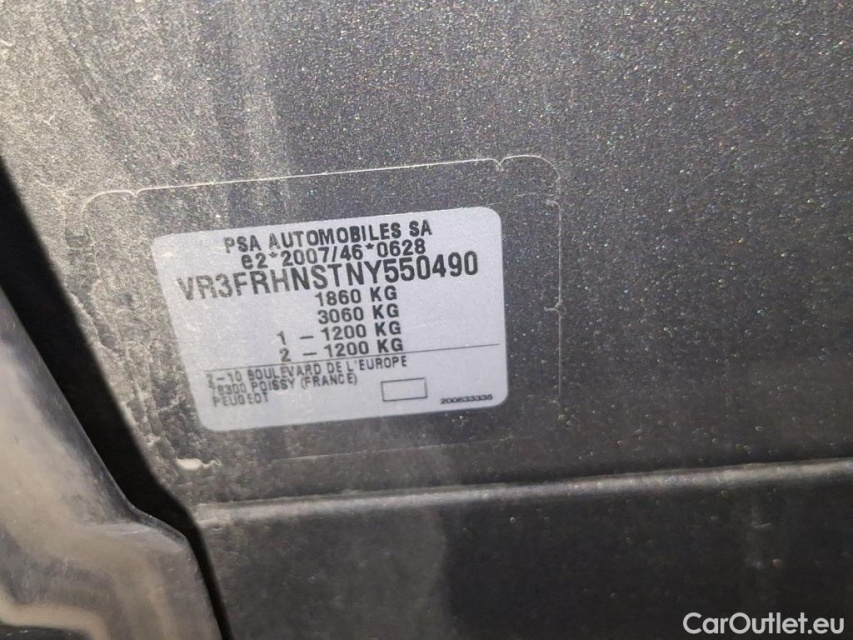 PSA AUTOMOBILES SA
e2*2007/46*0628
VR3FRHNSTNY550490
1860 KG
3060 KG
1 - 1200 KG
2 - 1200 KG
2-10 BOULEVARD DE L'EUROPE
78300 POISSY (FRANCE)
PEUGEOT
200633336
CarOutlet.eu